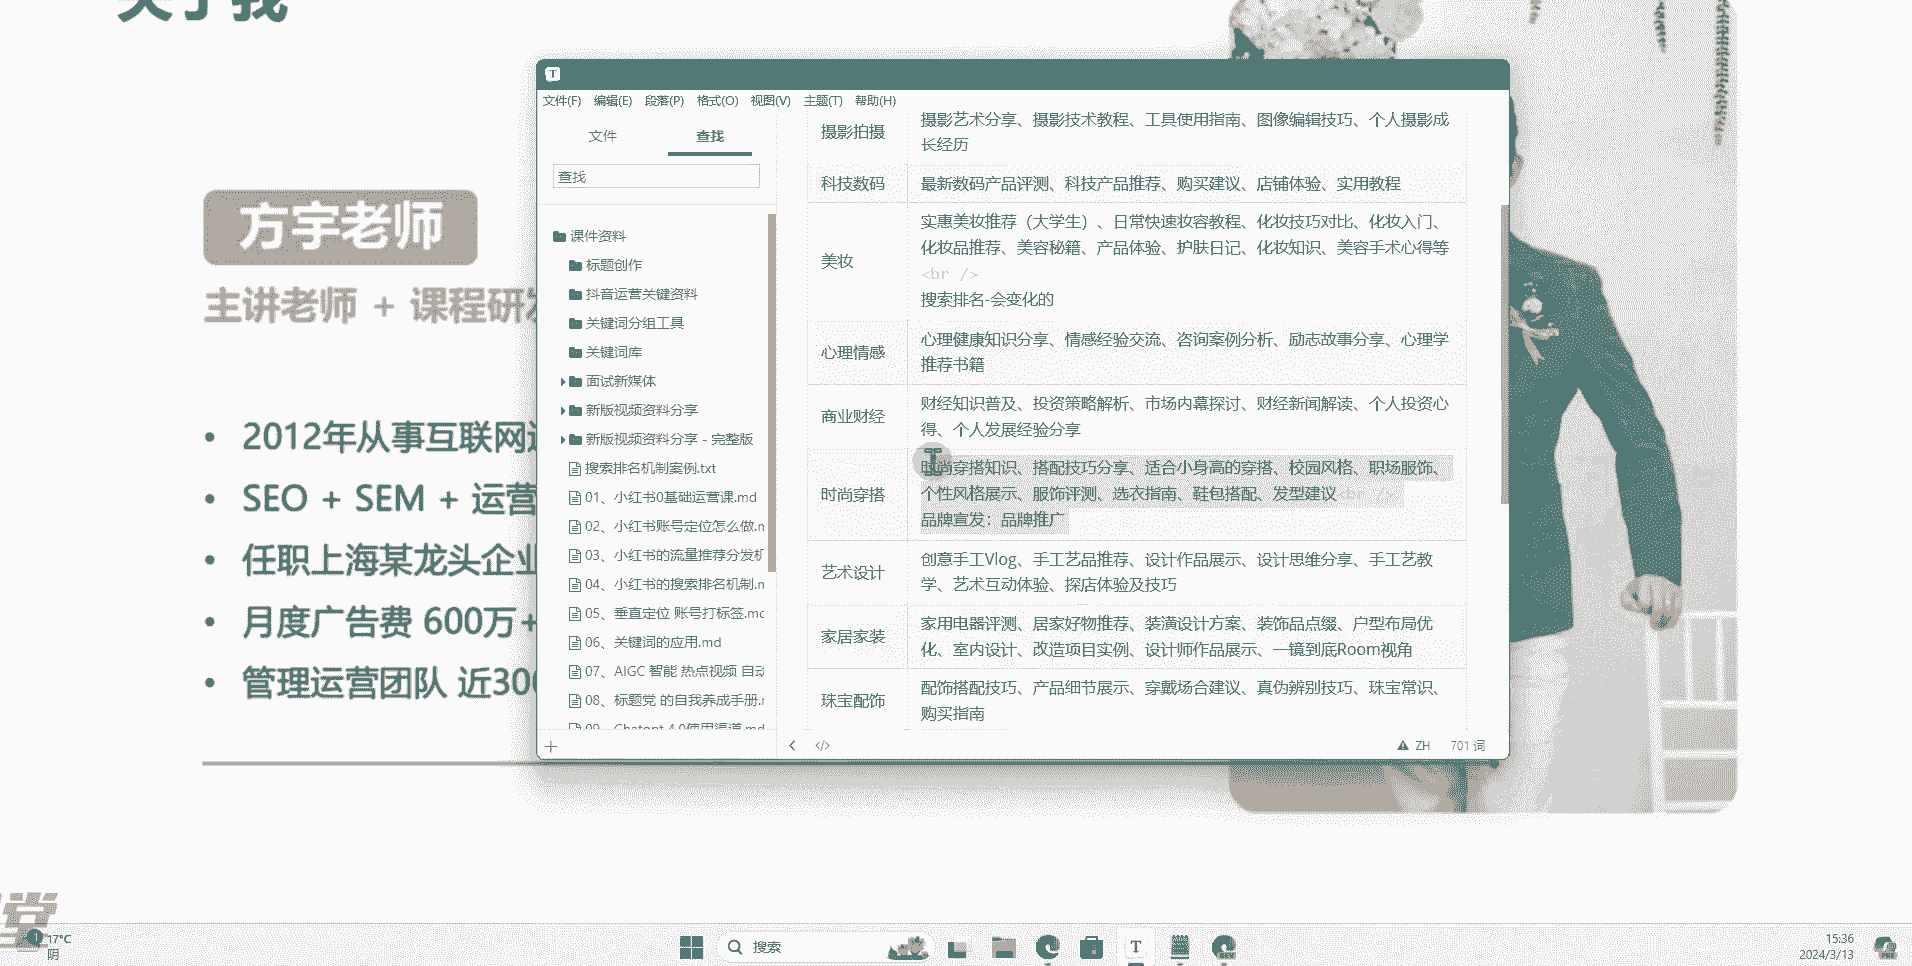 关于我
方宇老师
主讲老师 + 课程研发
2012年从事互联网
SEO + SEM + 运营
任职上海某龙头企业
月度广告费 600万+
管理运营团队 近300
文件(F) 编辑(E) 段落(P) 格式(O) 视图(V) 主题(T) 帮助(H)
文件 查找
查找
课件资料
标题创作
抖音运营关键资料
关键词分组工具
关键词库
面试新媒体
新版视频资料分享
新版视频资料分享 - 完整版
搜索排名机制案例.txt
01、小红书0基础运营课.md
02、小红书账号定位怎么做.m
03、小红书的流量推荐分发机
04、小红书的搜索排名机制.m
05、垂直定位 账号打标签.md
06、关键词的应用.md
07、AIGC 智能 热点视频 自动
08、标题党 的自我养成手册.
09、Chatgpt 4.0使用渠道.md
摄影拍摄
摄影艺术分享、摄影技术教程、工具使用指南、图像编辑技巧、个人摄影成
长经历
科技数码
最新数码产品评测、科技产品推荐、购买建议、店铺体验、实用教程
美妆
实惠美妆推荐（大学生）、日常快速妆容教程、化妆技巧对比、化妆入门、
化妆品推荐、美容秘籍、产品体验、护肤日记、化妆知识、美容手术心得等
<br />
搜索排名-会变化的
心理情感
心理健康知识分享、情感经验交流、咨询案例分析、励志故事分享、心理学
推荐书籍
商业财经
财经知识普及、投资策略解析、市场内幕探讨、财经新闻解读、个人投资心
得、个人发展经验分享
时尚穿搭
时尚穿搭知识、搭配技巧分享、适合小身高的穿搭、校园风格、职场服饰、
个性风格展示、服饰评测、选衣指南、鞋包搭配、发型建议<br />
品牌宣发：品牌推广
艺术设计
创意手工Vlog、手工艺品推荐、设计作品展示、设计思维分享、手工艺教
学、艺术互动体验、探店体验及技巧
家居家装
家用电器评测、居家好物推荐、装潢设计方案、装饰品点缀、户型布局优
化、室内设计、改造项目实例、设计师作品展示、一镜到底Room视角
珠宝配饰
配饰搭配技巧、产品细节展示、穿戴场合建议、真伪辨别技巧、珠宝常识、
购买指南
ZH 701 词
堂
1
17°C
阴
搜索
15:36
2024/3/13